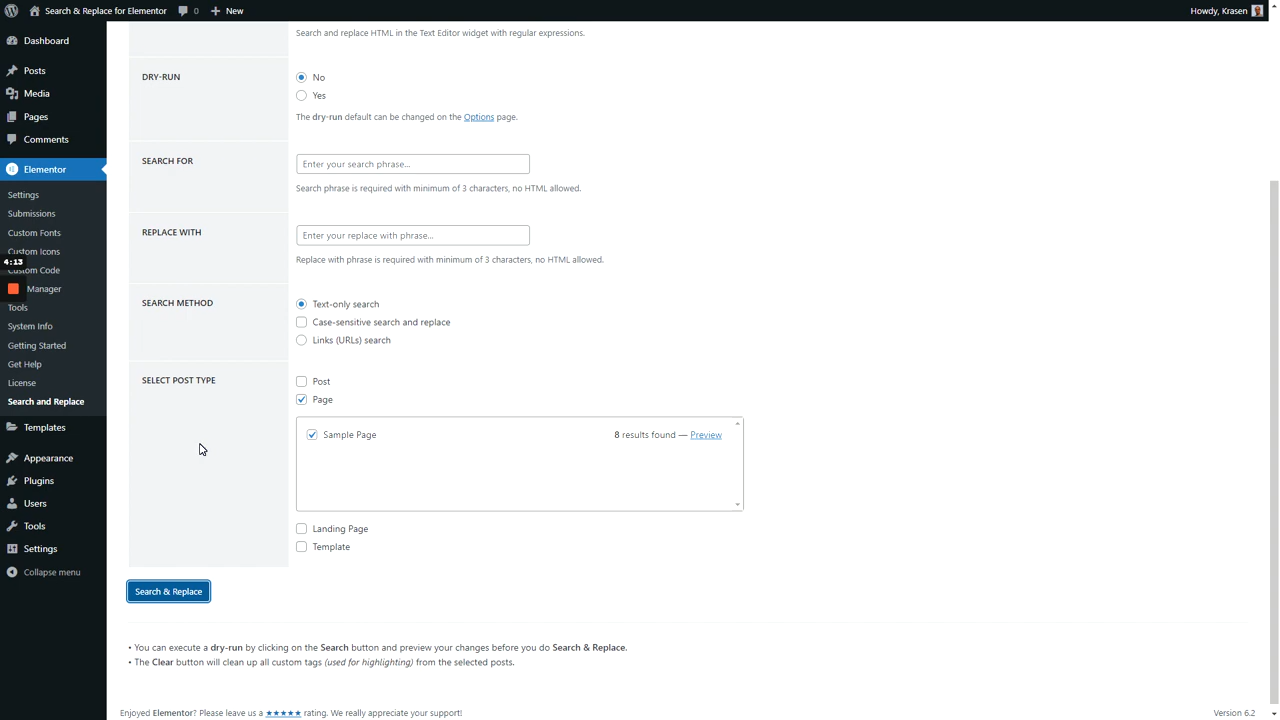 Search & Replace for Elementor 0 New Howdy, Krasen
Dashboard
Posts
Media
Pages
Comments
Elementor
Settings
Submissions
Custom Fonts
Custom Icons
4:13
Custom Code
Manager
Tools
System Info
Getting Started
Get Help
License
Search and Replace
Templates
Appearance
Plugins
Users
Tools
Settings
Collapse menu
Search and replace HTML in the Text Editor widget with regular expressions.
DRY-RUN
No
Yes
The dry-run default can be changed on the Options page.
SEARCH FOR
Enter your search phrase...
Search phrase is required with minimum of 3 characters, no HTML allowed.
REPLACE WITH
Enter your replace with phrase...
Replace with phrase is required with minimum of 3 characters, no HTML allowed.
SEARCH METHOD
Text-only search
Case-sensitive search and replace
Links (URLs) search
SELECT POST TYPE
Post
Page
Sample Page 8 results found — Preview
Landing Page
Template
Search & Replace
• You can execute a dry-run by clicking on the Search button and preview your changes before you do Search & Replace.
• The Clear button will clean up all custom tags (used for highlighting) from the selected posts.
Enjoyed Elementor? Please leave us a ★★★★★ rating. We really appreciate your support! Version 6.2